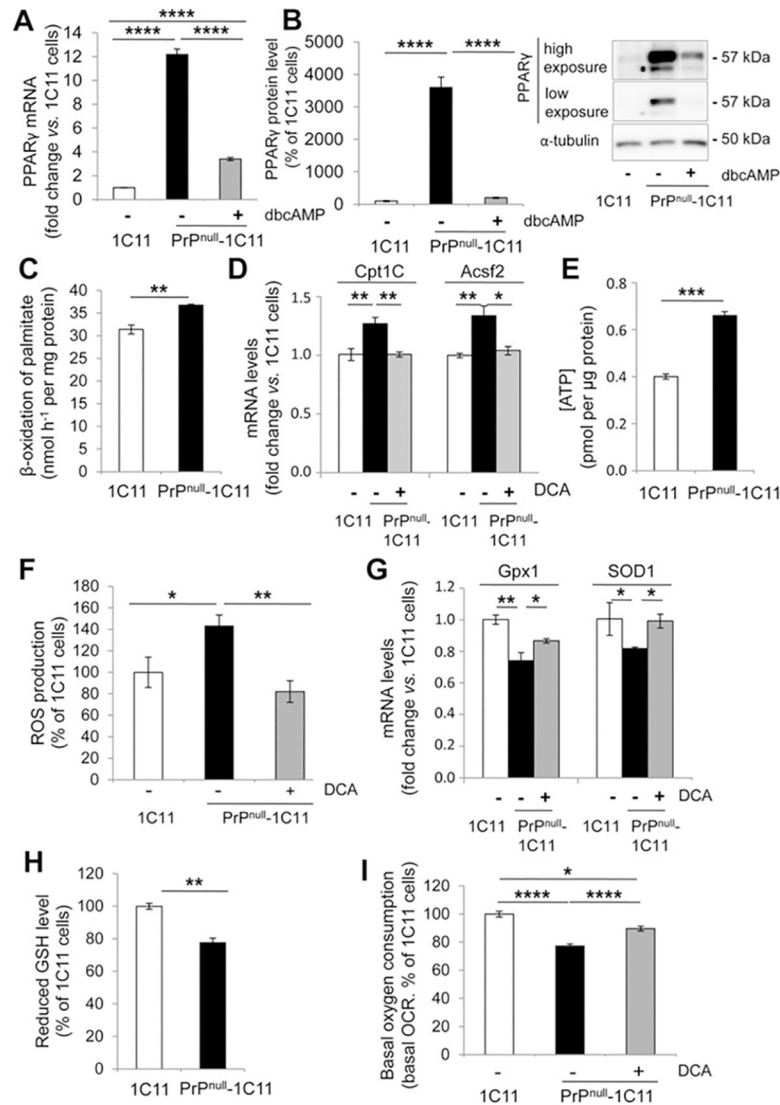 A
PPARγ mRNA
(fold change vs. 1C11 cells)
14
12
10
8
6
4
2
0
****
****
****
-
-
+
dbcAMP
1C11
PrPnull-1C11
B
PPARγ protein level
(% of 1C11 cells)
5000
4000
3000
2000
1000
0
****
****
-
-
+
dbcAMP
1C11
PrPnull-1C11
PPARγ
high
exposure
- 57 kDa
low
exposure
- 57 kDa
α-tubulin
- 50 kDa
-
-
+
dbcAMP
1C11
PrPnull-1C11
C
β-oxidation of palmitate
(nmol h-1 per mg protein)
40
35
30
25
20
15
10
5
0
**
1C11
PrPnull-1C11
D
mRNA levels
(fold change vs. 1C11 cells)
1.5
1.0
0.5
0.0
Cpt1C
Acsf2
**
**
**
*
-
-
+
-
-
+
DCA
1C11
PrPnull-
1C11
1C11
PrPnull-
1C11
E
[ATP]
(pmol per µg protein)
0.8
0.6
0.4
0.2
0.0
***
1C11
PrPnull-1C11
F
ROS production
(% of 1C11 cells)
180
160
140
120
100
80
60
40
20
0
*
**
-
-
+
DCA
1C11
PrPnull-1C11
G
mRNA levels
(fold change vs. 1C11 cells)
1.2
1.0
0.8
0.6
0.4
0.2
0.0
Gpx1
SOD1
**
*
*
*
-
-
+
-
-
+
DCA
1C11
PrPnull-
1C11
1C11
PrPnull-
1C11
H
Reduced GSH level
(% of 1C11 cells)
120
100
80
60
40
20
0
**
1C11
PrPnull-1C11
I
Basal oxygen consumption
(basal OCR. % of 1C11 cells)
120
100
80
60
40
20
0
*
****
****
-
-
+
DCA
1C11
PrPnull-1C11